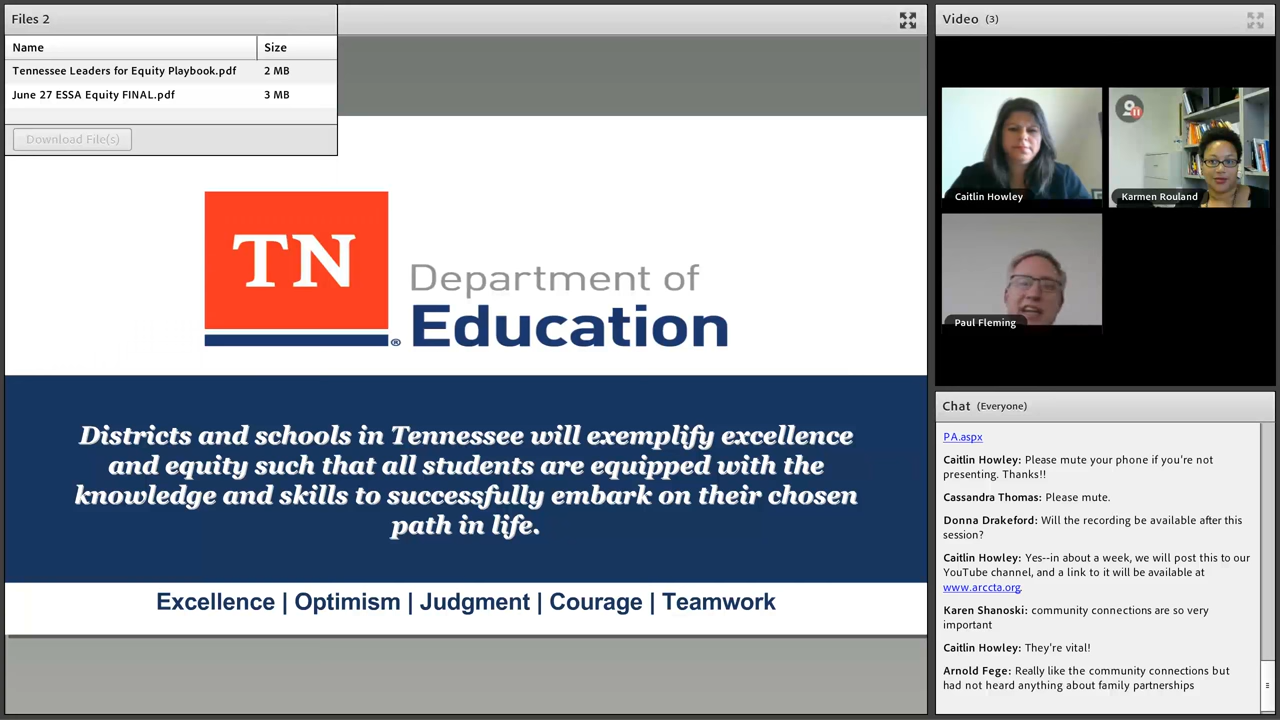 Files 2
Name Size
Tennessee Leaders for Equity Playbook.pdf 2 MB
June 27 ESSA Equity FINAL.pdf 3 MB
Download File(s)
TN
Department of
® Education
Districts and schools in Tennessee will exemplify excellence
and equity such that all students are equipped with the
knowledge and skills to successfully embark on their chosen
path in life.
Excellence | Optimism | Judgment | Courage | Teamwork
Video (3)
Caitlin Howley
Karmen Rouland
Paul Fleming
Chat (Everyone)
PA.aspx
Caitlin Howley: Please mute your phone if you're not
presenting. Thanks!!
Cassandra Thomas: Please mute.
Donna Drakeford: Will the recording be available after this
session?
Caitlin Howley: Yes--in about a week, we will post this to our
YouTube channel, and a link to it will be available at
www.arccta.org.
Karen Shanoski: community connections are so very
important
Caitlin Howley: They're vital!
Arnold Fege: Really like the community connections but
had not heard anything about family partnerships